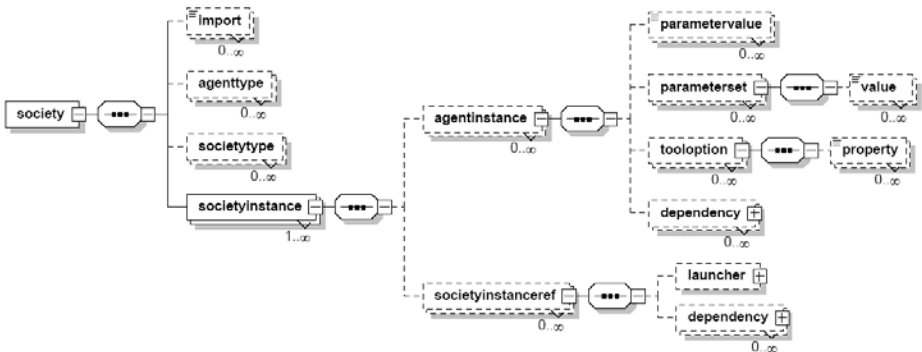 import
0..∞
agenttype
0..∞
society
societytype
0..∞
societyinstance
1..∞
agentinstance
0..∞
parametervalue
0..∞
parameterset
0..∞
value
0..∞
tooloption
0..∞
property
0..∞
dependency
0..∞
societyinstanceref
0..∞
launcher
dependency
0..∞